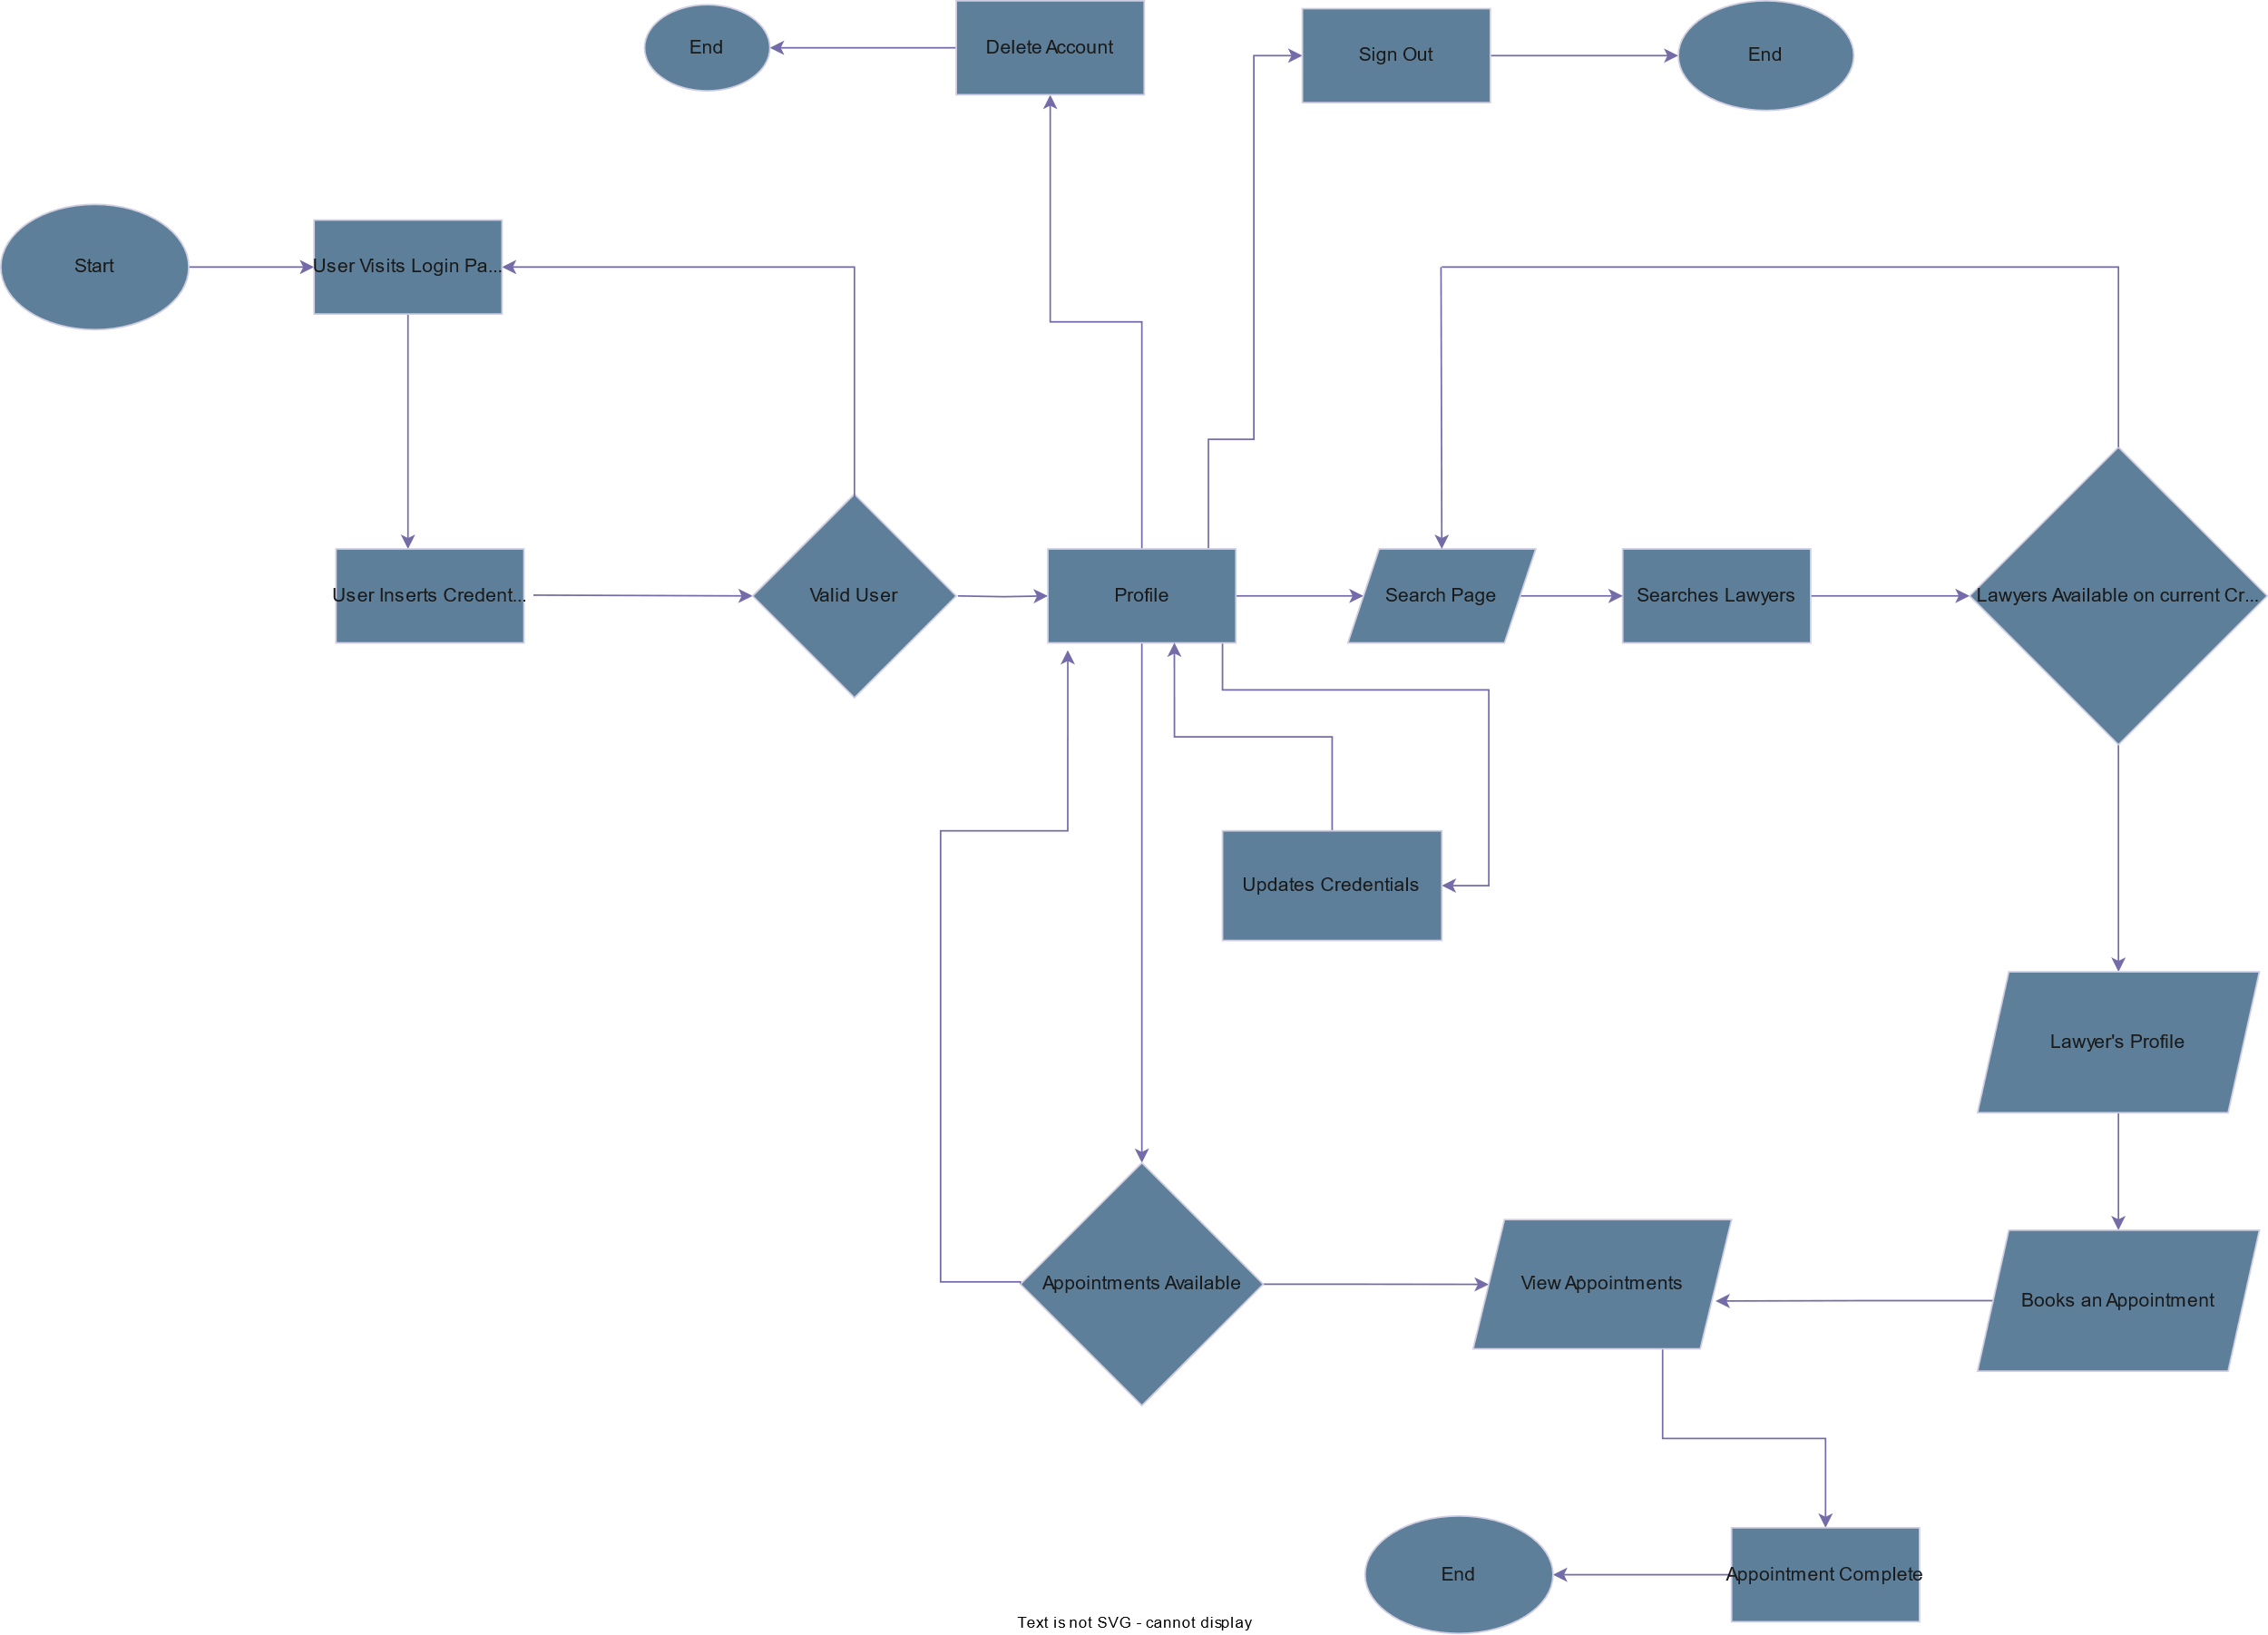 End
Delete Account
Sign Out
End
Start
User Visits Login Pa...
User Inserts Credent...
Valid User
Profile
Search Page
Searches Lawyers
Lawyers Available on current Cr...
Updates Credentials
Lawyer's Profile
Appointments Available
View Appointments
Books an Appointment
End
Appointment Complete
Text is not SVG - cannot display